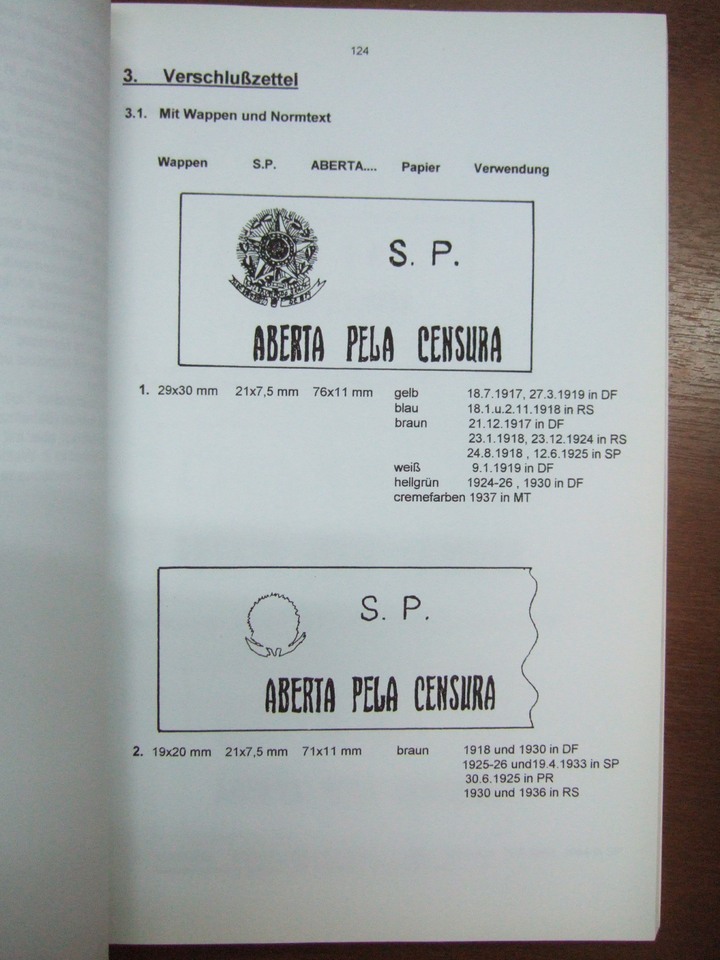 124
3. Verschlußzettel
3.1. Mit Wappen und Normtext
Wappen S.P. ABERTA.... Papier Verwendung
S. P.
ABERTA PELA CENSURA
1. 29x30 mm 21x7,5 mm 76x11 mm gelb 18.7.1917, 27.3.1919 in DF
blau 18.1.u.2.11.1918 in RS
braun 21.12.1917 in DF
23.1.1918, 23.12.1924 in RS
24.8.1918 , 12.6.1925 in SP
weiß 9.1.1919 in DF
hellgrün 1924-26 , 1930 in DF
cremefarben 1937 in MT
S. P.
ABERTA PELA CENSURA
2. 19x20 mm 21x7,5 mm 71x11 mm braun 1918 und 1930 in DF
1925-26 und19.4.1933 in SP
30.6.1925 in PR
1930 und 1936 in RS